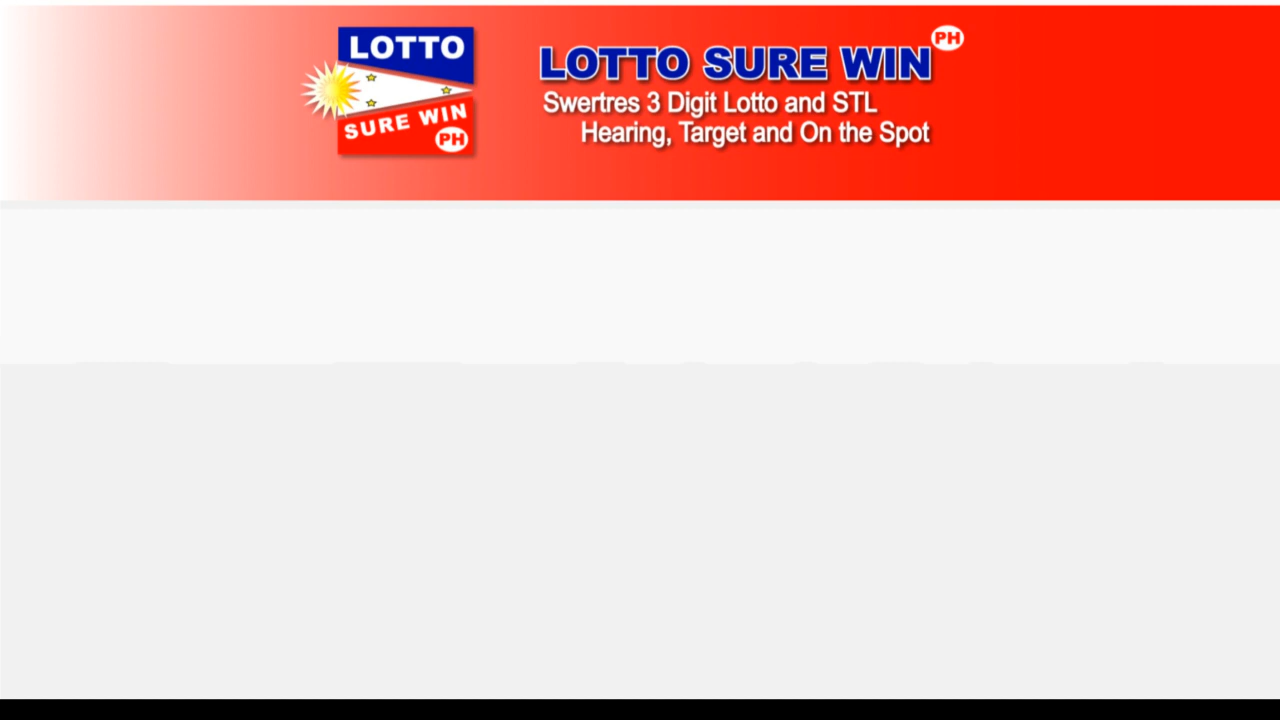 LOTTO
SURE WIN
PH
LOTTO SURE WIN PH
Swertres 3 Digit Lotto and STL
Hearing, Target and On the Spot